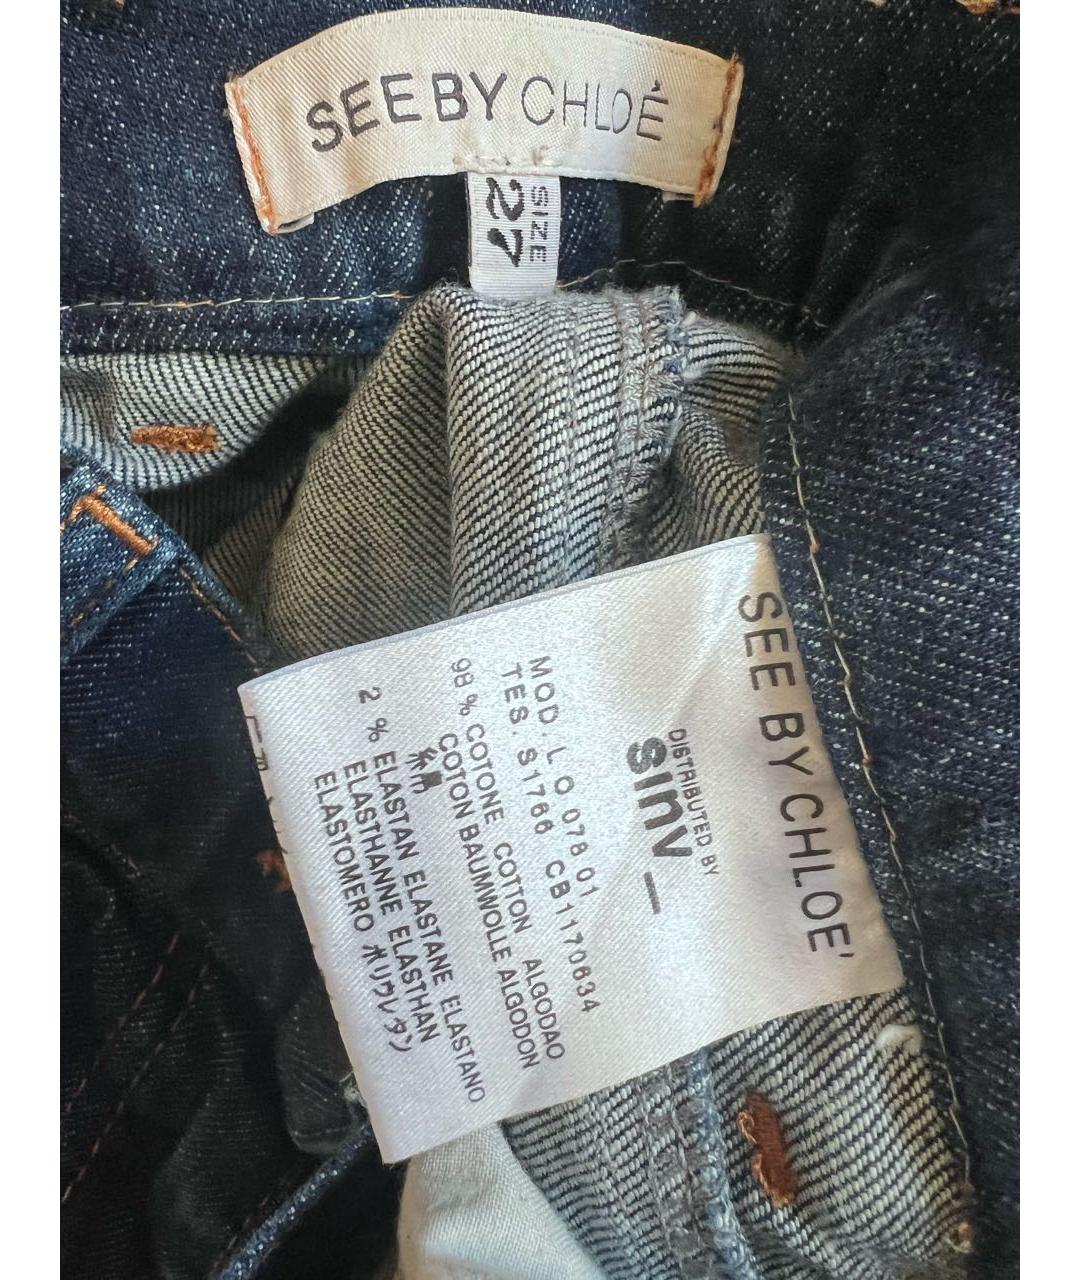 SEE BY CHLOÉ
SIZE
27
SEE BY CHLOE'
DISTRIBUTED BY
sinv
MOD. L O 078 01
TES. S1766 CB1170634
98 % COTONE COTTON ALGODAO
COTON BAUMWOLLE ALGODON
綿
2 % ELASTAN ELASTANE ELASTANO
ELASTHANNE ELASTHAN
ELASTOMERO ポリウレタン